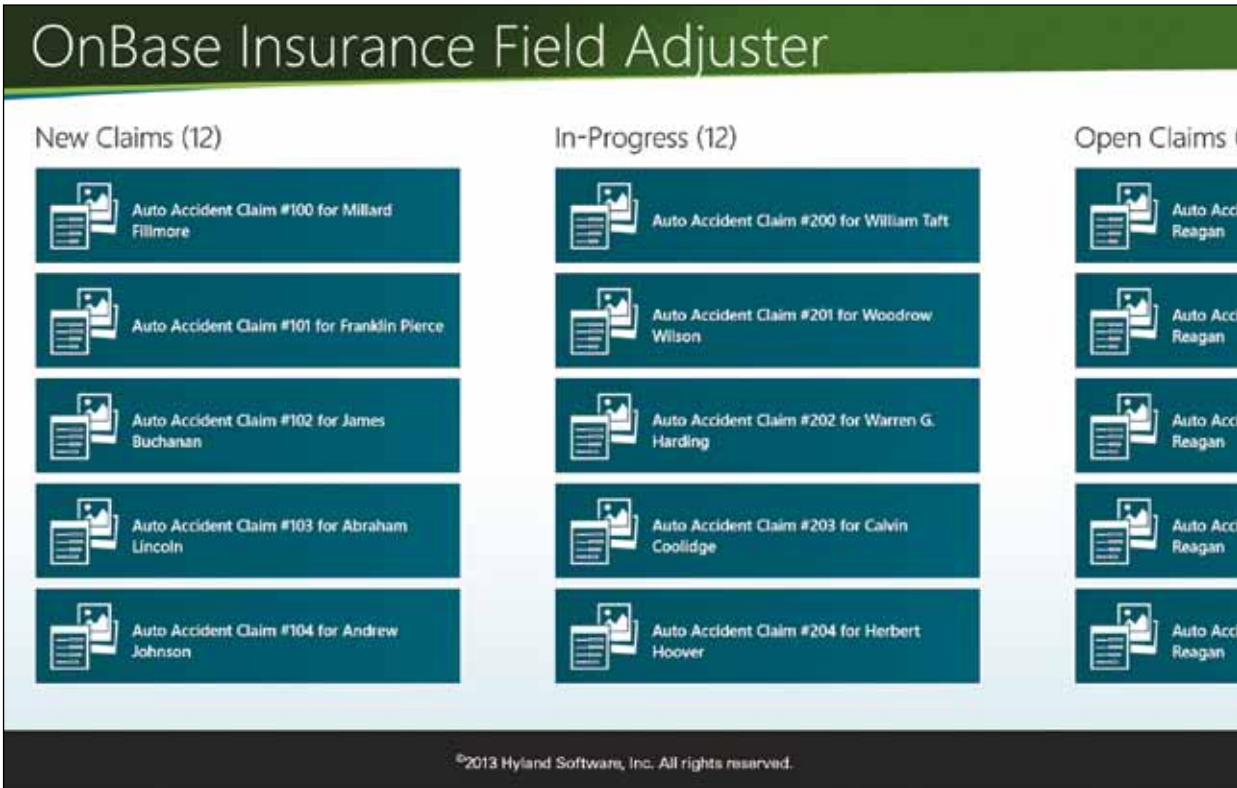 OnBase Insurance Field Adjuster
New Claims (12)
Auto Accident Claim #100 for Millard
Fillmore
Auto Accident Claim #101 for Franklin Pierce
Auto Accident Claim #102 for James
Buchanan
Auto Accident Claim #103 for Abraham
Lincoln
Auto Accident Claim #104 for Andrew
Johnson
In-Progress (12)
Auto Accident Claim #200 for William Taft
Auto Accident Claim #201 for Woodrow
Wilson
Auto Accident Claim #202 for Warren G.
Harding
Auto Accident Claim #203 for Calvin
Coolidge
Auto Accident Claim #204 for Herbert
Hoover
Open Claims (
Auto Acci
Reagan
Auto Acci
Reagan
Auto Acci
Reagan
Auto Acci
Reagan
Auto Acci
Reagan
©2013 Hyland Software, Inc. All rights reserved.